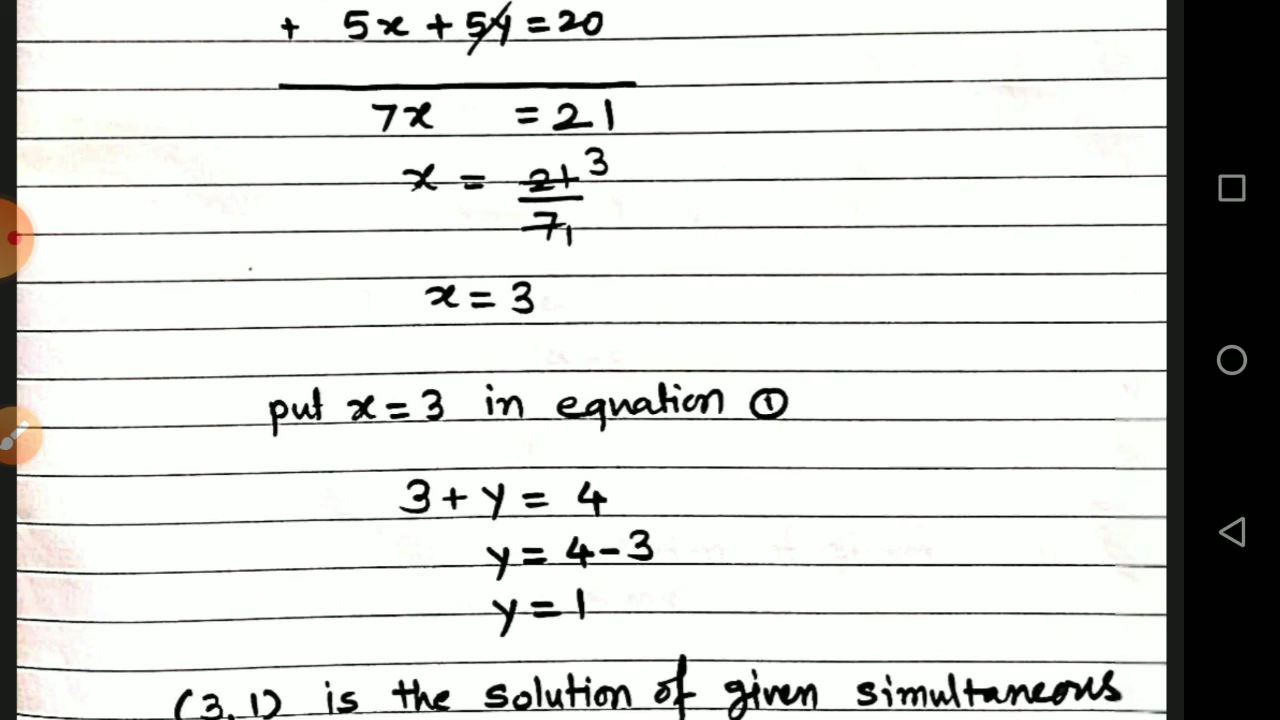 + 5x + 5y = 20
7x = 21
x = 21 3
7 1
x = 3
put x = 3 in equation ①
3 + y = 4
y = 4 - 3
y = 1
(3, 1) is the solution of given simultaneous